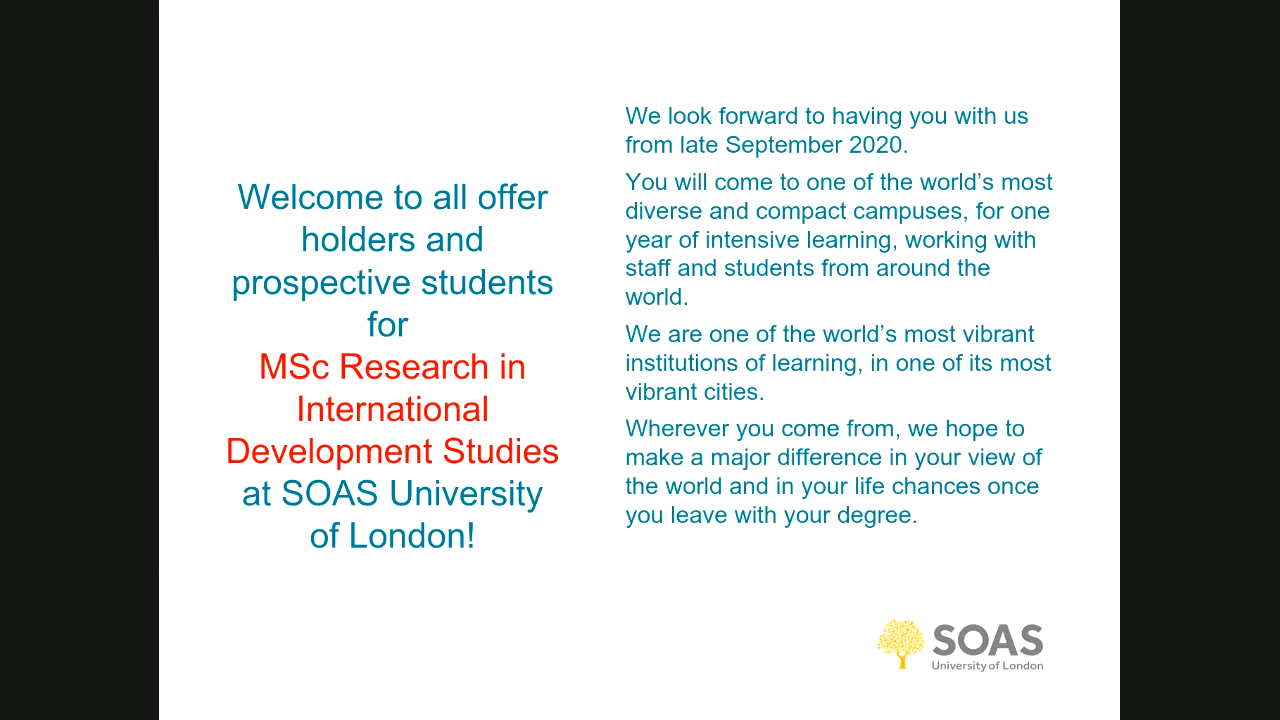 Welcome to all offer
holders and
prospective students
for
MSc Research in
International
Development Studies
at SOAS University
of London!
We look forward to having you with us
from late September 2020.
You will come to one of the world’s most
diverse and compact campuses, for one
year of intensive learning, working with
staff and students from around the
world.
We are one of the world’s most vibrant
institutions of learning, in one of its most
vibrant cities.
Wherever you come from, we hope to
make a major difference in your view of
the world and in your life chances once
you leave with your degree.
SOAS
University of London